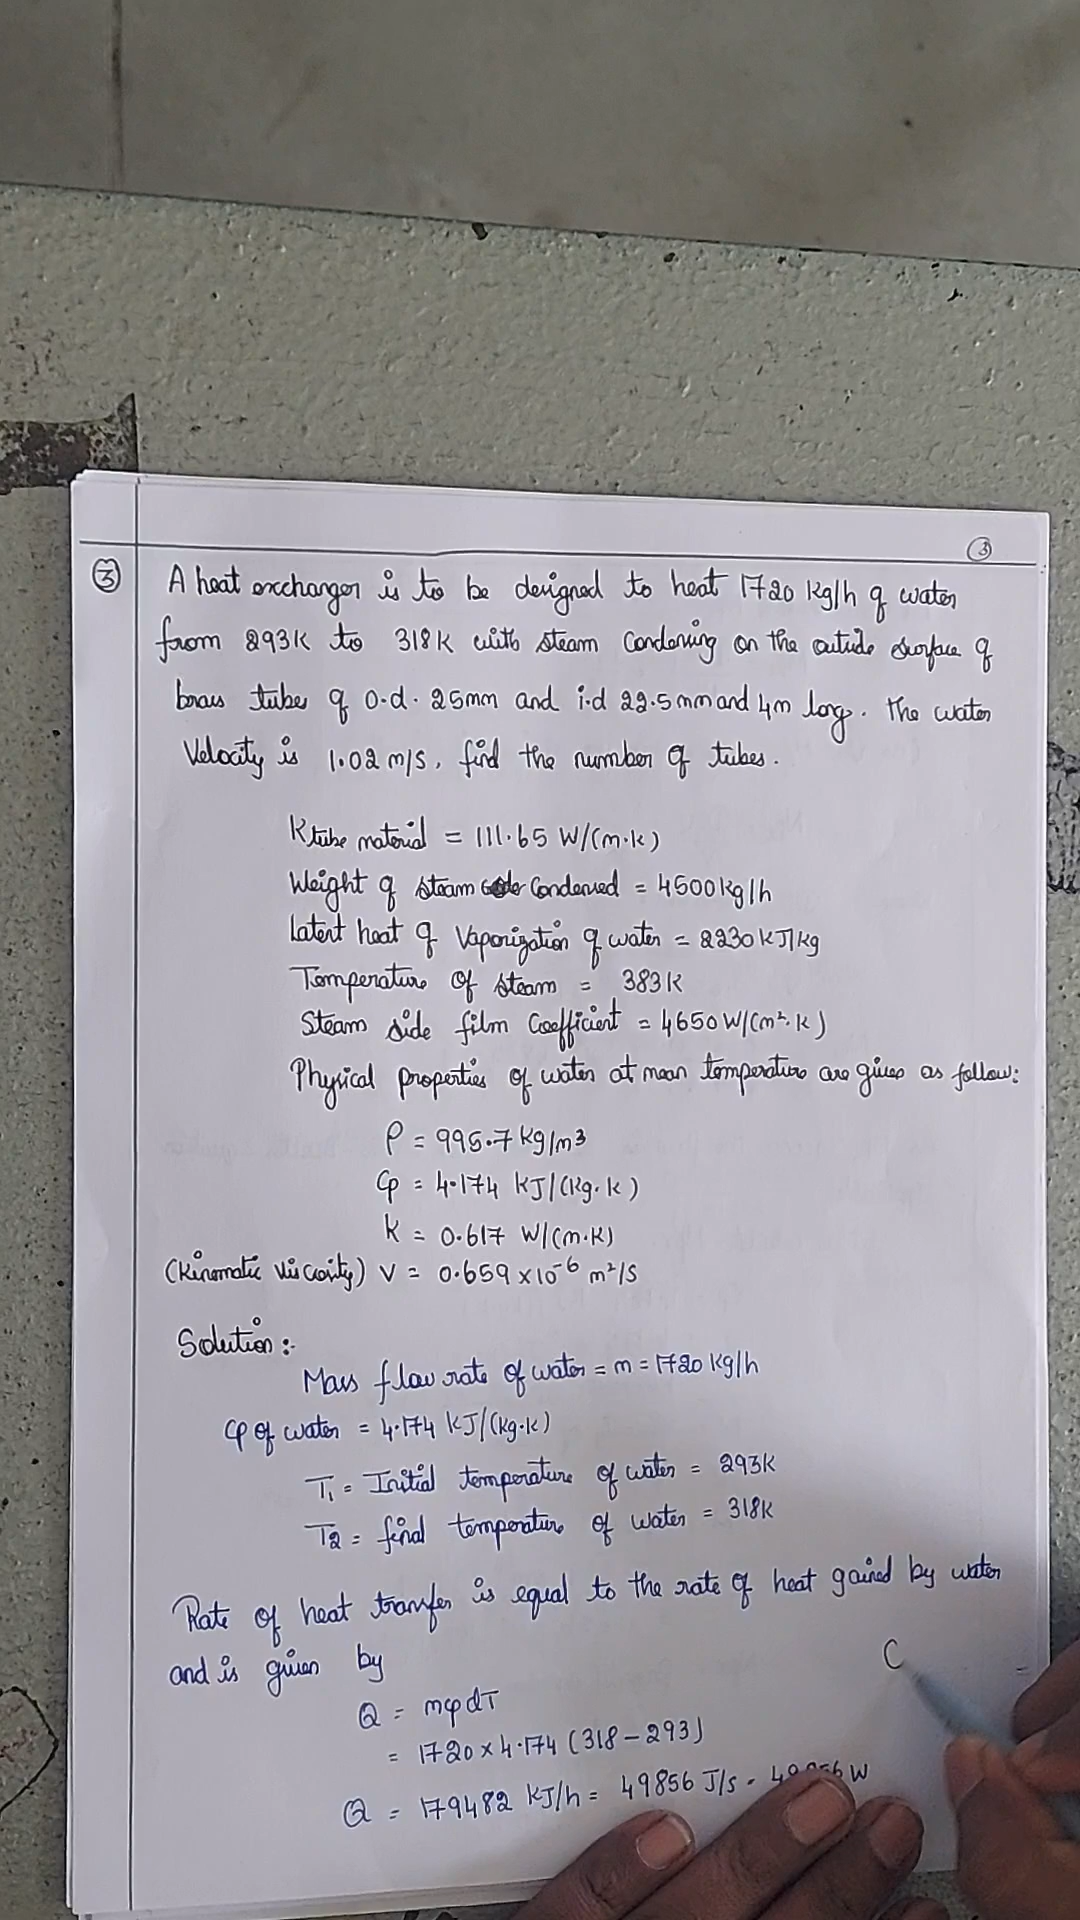 3
③ A heat exchanger is to be designed to heat 1720 kg/h of water
from 293K to 318K with steam condensing on the outside surface of
brass tubes of o.d. 25mm and i.d 22.5mm and 4m long. The water
Velocity is 1.02 m/s, find the number of tubes.
K tube material = 111.65 W/(m.k)
Weight of steam condensed = 4500kg/h
Latent heat of Vaporization of water = 2230 kJ/kg
Temperature of steam = 383K
Steam side film Coefficient = 4650 W/(m².k)
Physical properties of water at mean temperature are given as follow:
ρ = 995.7 kg/m3
Cp = 4.174 kJ/(kg.k)
K = 0.617 W/(m.K)
(Kinematic viscosity) V = 0.659 x10⁻⁶ m²/s
Solution :-
Mass flow rate of water = m = 1720 kg/h
Cp of water = 4.174 kJ/(kg.k)
T₁ = Initial temperature of water = 293K
T2 = final temperature of water = 318k
Rate of heat transfer is equal to the rate of heat gained by water
and is given by
Q = mcpdT
= 1720 x 4.174 (318-293)
Q = 179482 kJ/h = 49856 J/s =
C